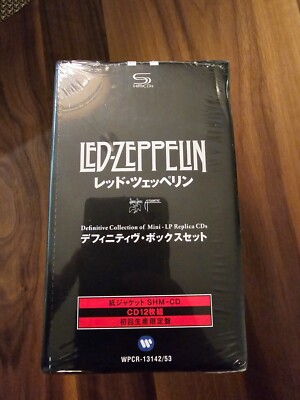 SHM-CD
LED-ZEPPELIN
レッド・ツェッペリン
Definitive Collection of Mini-LP Replica CDs
デフィニティヴ・ボックスセット
紙ジャケット SHM-CD
CD12枚組
初回生産限定盤
WPCR-13142/53